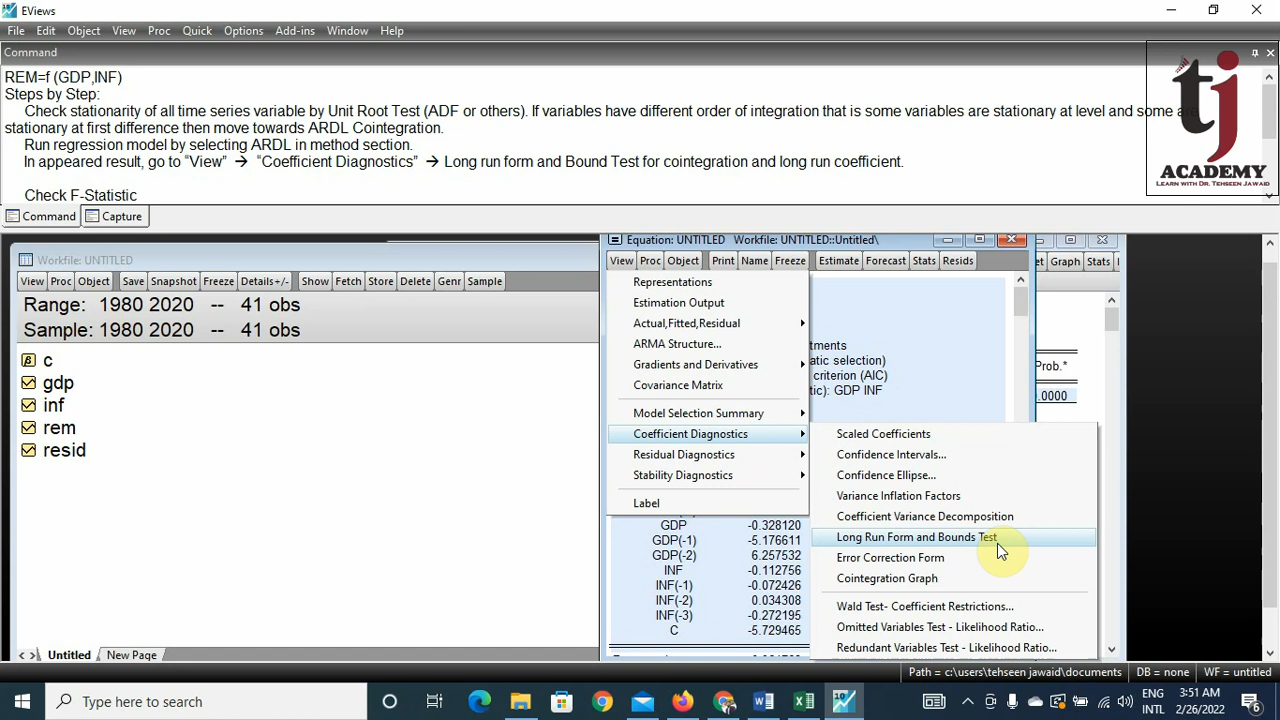 EViews
File Edit Object View Proc Quick Options Add-ins Window Help
Command
REM=f (GDP,INF)
Steps by Step:
Check stationarity of all time series variable by Unit Root Test (ADF or others). If variables have different order of integration that is some variables are stationary at level and some are
stationary at first difference then move towards ARDL Cointegration.
Run regression model by selecting ARDL in method section.
In appeared result, go to “View” → “Coefficient Diagnostics” → Long run form and Bound Test for cointegration and long run coefficient.
Check F-Statistic
tj
ACADEMY
LEARN WITH DR. TEHSEEN JAWAID
Command Capture
Workfile: UNTITLED
View Proc Object Save Snapshot Freeze Details+/- Show Fetch Store Delete Genr Sample
Range: 1980 2020 -- 41 obs
Sample: 1980 2020 -- 41 obs
c
gdp
inf
rem
resid
Untitled New Page
Equation: UNTITLED Workfile: UNTITLED::Untitled\
View Proc Object Print Name Freeze Estimate Forecast Stats Resids
Graph Stats
Representations
Estimation Output
Actual,Fitted,Residual
ARMA Structure...
Gradients and Derivatives
Covariance Matrix
Model Selection Summary
Coefficient Diagnostics
Residual Diagnostics
Stability Diagnostics
Label
criterion (AIC)
GDP INF
Prob.*
.0000
Scaled Coefficients
Confidence Intervals...
Confidence Ellipse...
Variance Inflation Factors
Coefficient Variance Decomposition
Long Run Form and Bounds Test
Error Correction Form
Cointegration Graph
Wald Test- Coefficient Restrictions...
Omitted Variables Test - Likelihood Ratio...
Redundant Variables Test - Likelihood Ratio...
GDP -0.328120
GDP(-1) -5.176611
GDP(-2) 6.257532
INF -0.112756
INF(-1) -0.072426
INF(-2) 0.034308
INF(-3) -0.272195
C -5.729465
Path = c:\users\tehseen jawaid\documents DB = none WF = untitled
Type here to search
ENG
INTL
3:51 AM
2/26/2022
6